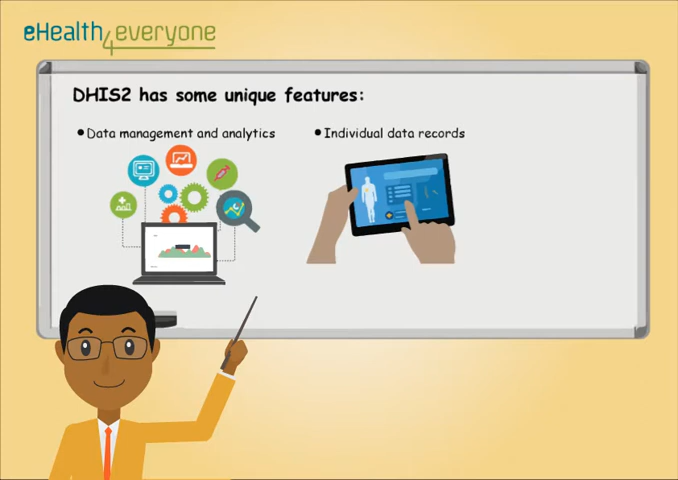 eHealth4everyone
DHIS2 has some unique features:
• Data management and analytics
• Individual data records